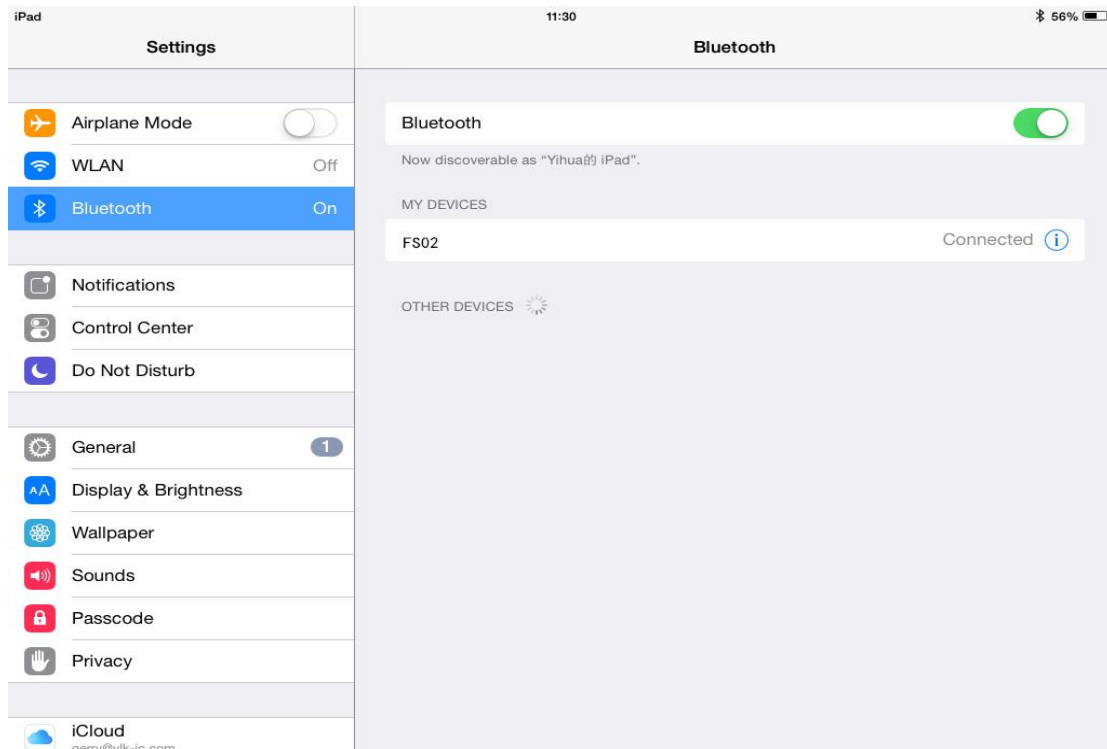 iPad 11:30 56%
Settings
Bluetooth
Airplane Mode
WLAN Off
Bluetooth On
Notifications
Control Center
Do Not Disturb
General 1
AA Display & Brightness
Wallpaper
Sounds
Passcode
Privacy
iCloud
Bluetooth
Now discoverable as “Yihua的 iPad”.
MY DEVICES
FS02 Connected i
OTHER DEVICES